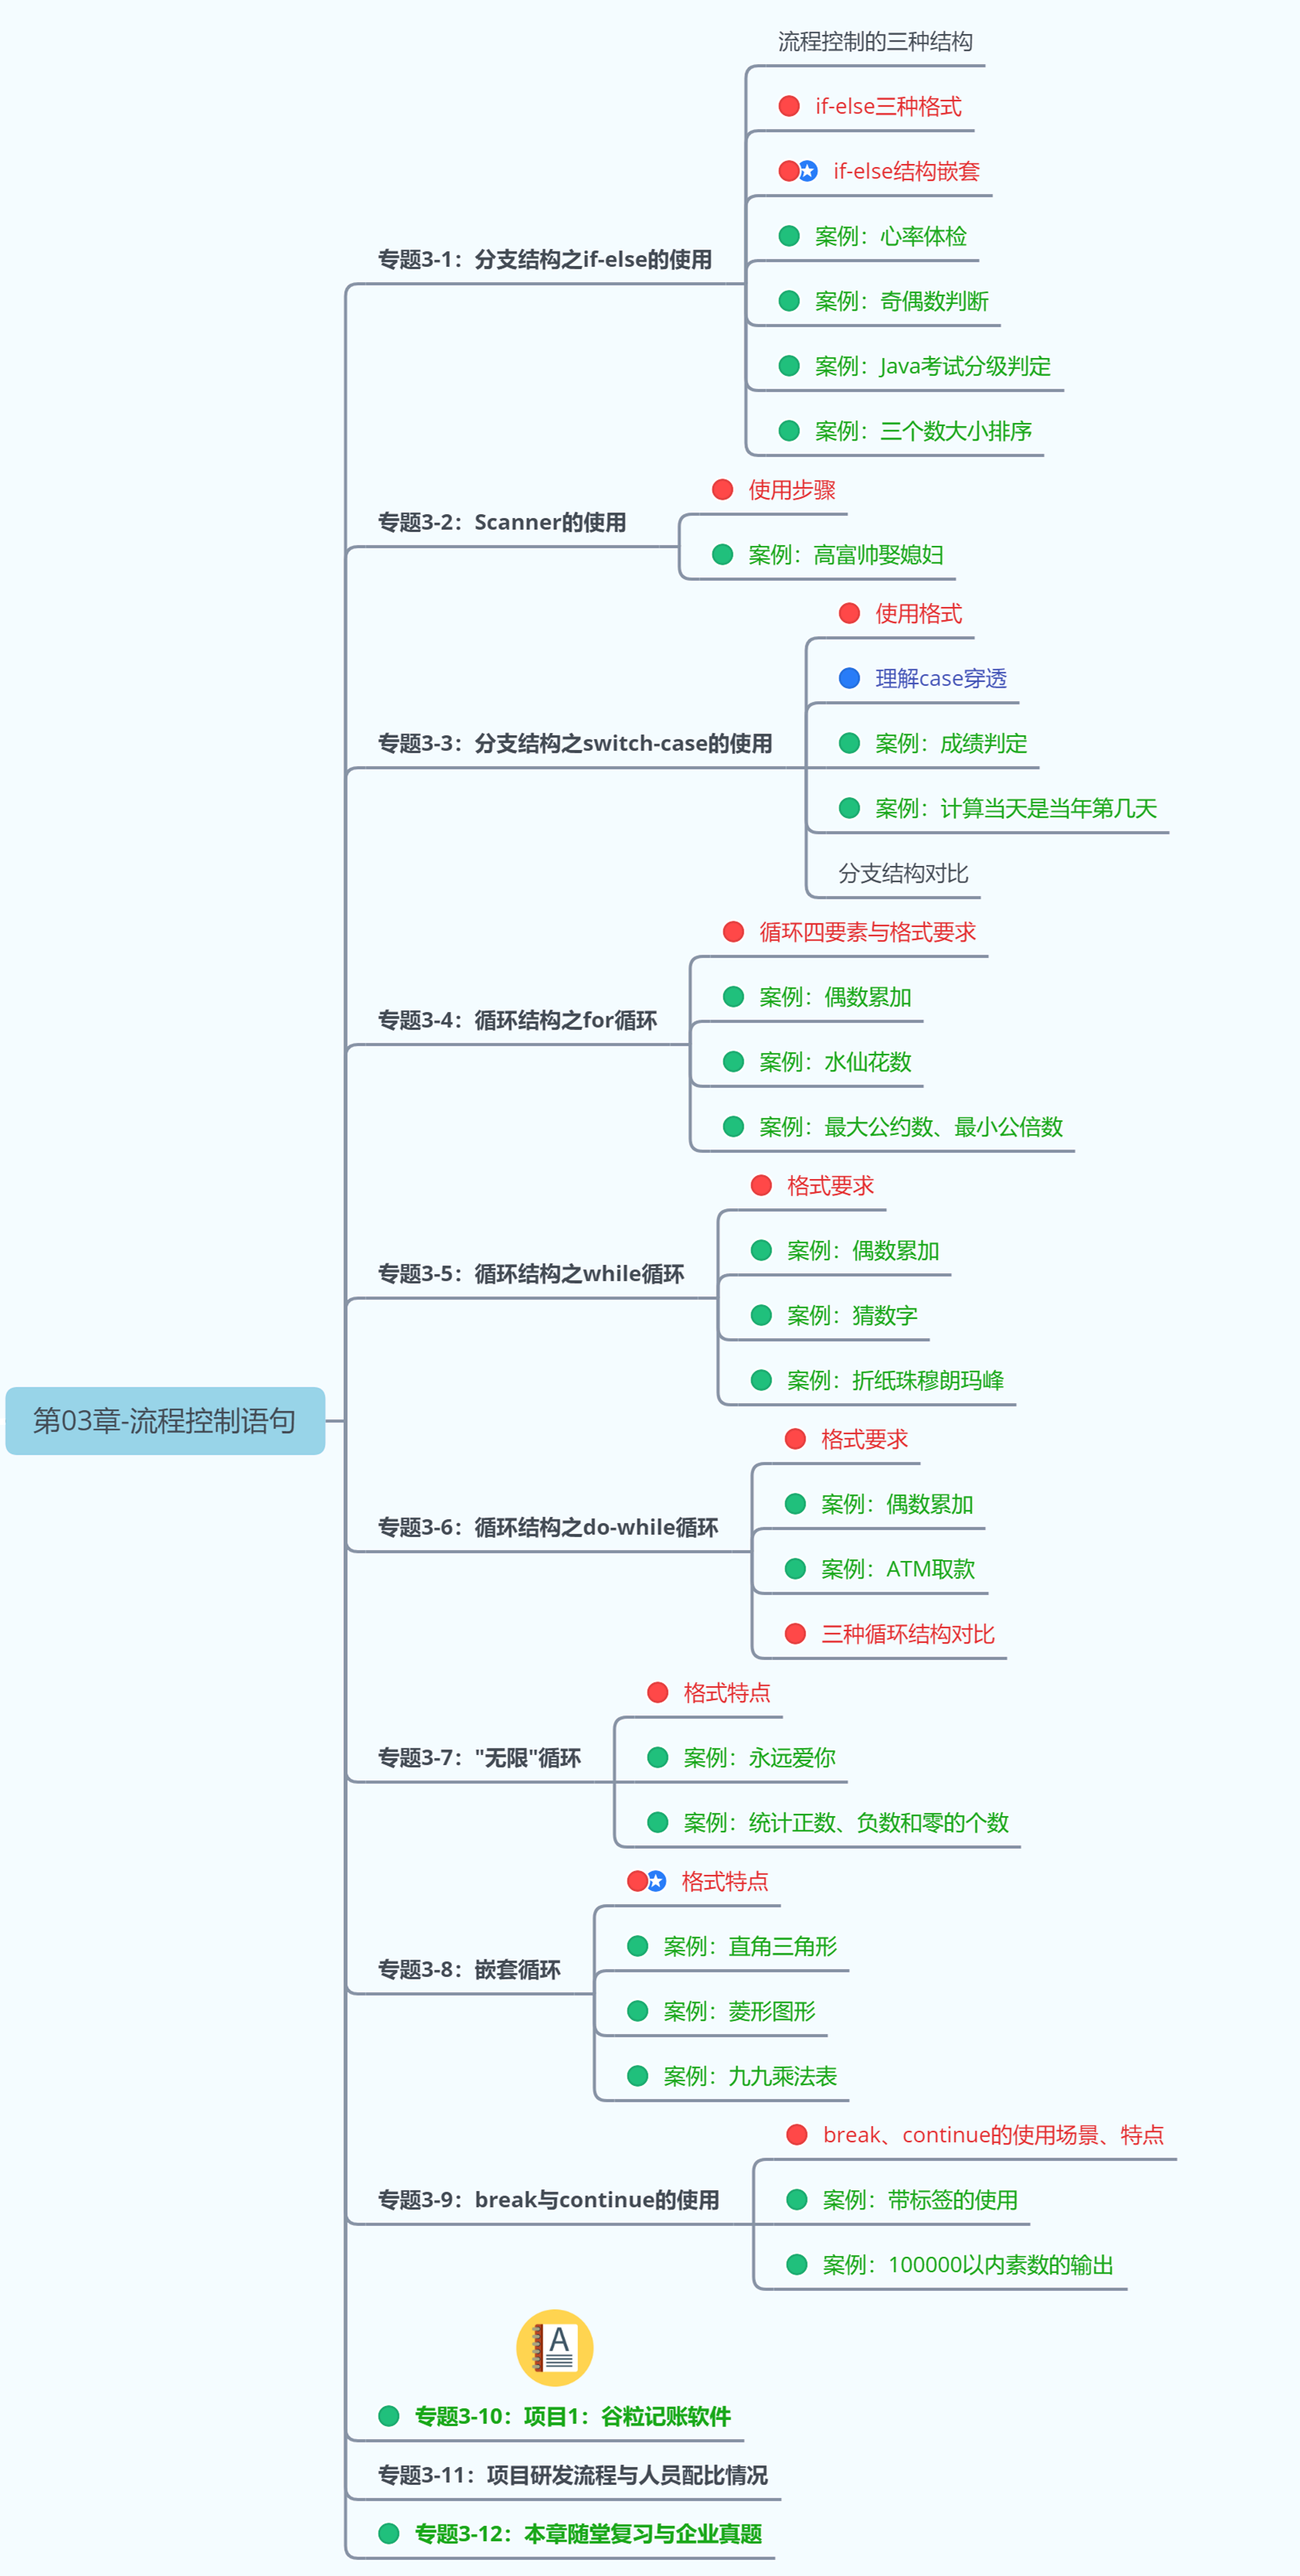 第03章-流程控制语句
专题3-1：分支结构之if-else的使用
流程控制的三种结构
if-else三种格式
if-else结构嵌套
案例：心率体检
案例：奇偶数判断
案例：Java考试分级判定
案例：三个数大小排序
专题3-2：Scanner的使用
使用步骤
案例：高富帅娶媳妇
专题3-3：分支结构之switch-case的使用
使用格式
理解case穿透
案例：成绩判定
案例：计算当天是当年第几天
分支结构对比
专题3-4：循环结构之for循环
循环四要素与格式要求
案例：偶数累加
案例：水仙花数
案例：最大公约数、最小公倍数
专题3-5：循环结构之while循环
格式要求
案例：偶数累加
案例：猜数字
案例：折纸珠穆朗玛峰
专题3-6：循环结构之do-while循环
格式要求
案例：偶数累加
案例：ATM取款
三种循环结构对比
专题3-7："无限"循环
格式特点
案例：永远爱你
案例：统计正数、负数和零的个数
专题3-8：嵌套循环
格式特点
案例：直角三角形
案例：菱形图形
案例：九九乘法表
专题3-9：break与continue的使用
break、continue的使用场景、特点
案例：带标签的使用
案例：100000以内素数的输出
A
专题3-10：项目1：谷粒记账软件
专题3-11：项目研发流程与人员配比情况
专题3-12：本章随堂复习与企业真题